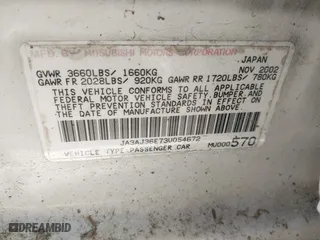 JAPAN
MFD. BY MITSUBISHI MOTORS CORPORATION
NOV 2002
GVWR 3660LBS/ 1660KG
GAWR FR 2028LBS/ 920KG GAWR RR 1720LBS/ 780KG
THIS VEHICLE CONFORMS TO ALL APPLICABLE
FEDERAL MOTOR VEHICLE SAFETY, BUMPER, AND
THEFT PREVENTION STANDARDS IN EFFECT ON THE
DATE OF MANUFACTURE SHOWN ABOVE.
JA3AJ36E73U054672
VEHICLE TYPE PASSENGER CAR
MU000570